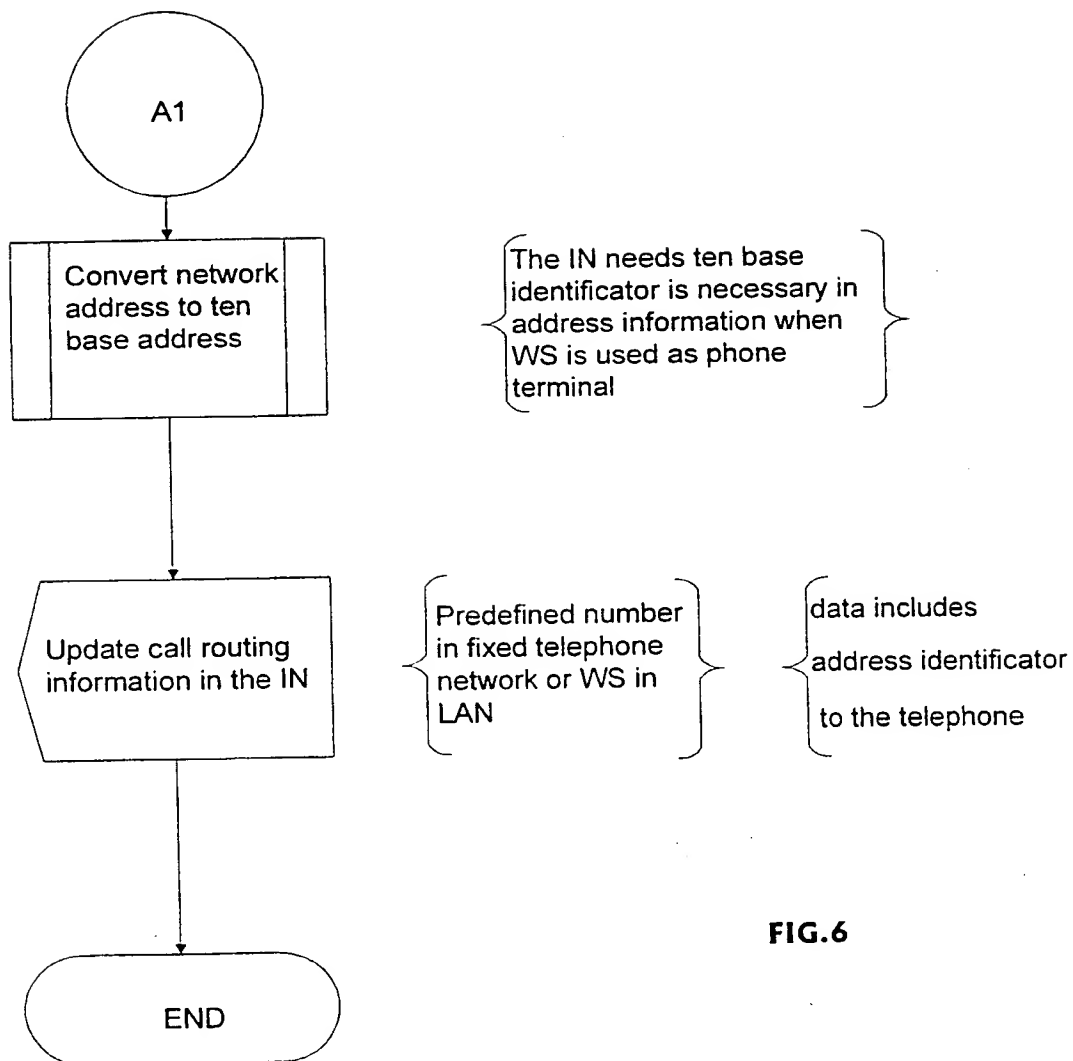 A1
Convert network
address to ten
base address
The IN needs ten base
identificator is necessary in
address information when
WS is used as phone
terminal
Update call routing
information in the IN
Predefined number
in fixed telephone
network or WS in
LAN
data includes
address identificator
to the telephone
FIG.6
END